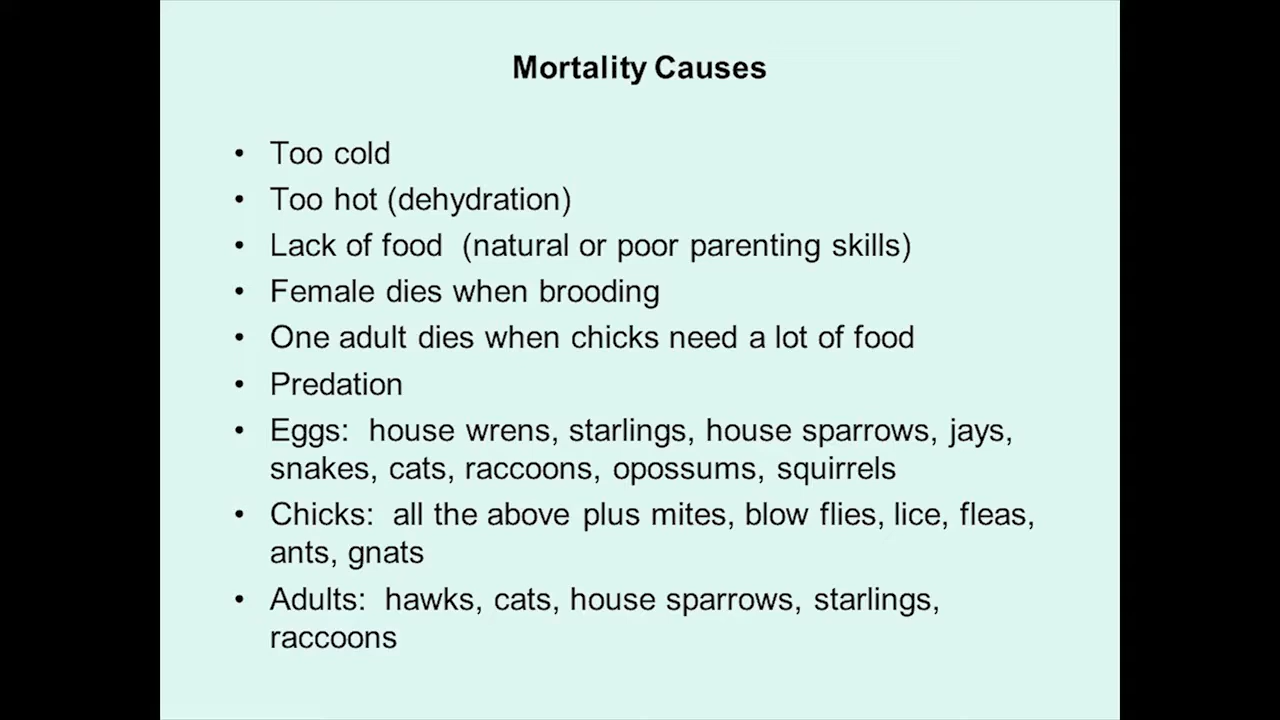 Mortality Causes
• Too cold
• Too hot (dehydration)
• Lack of food  (natural or poor parenting skills)
• Female dies when brooding
• One adult dies when chicks need a lot of food
• Predation
• Eggs:  house wrens, starlings, house sparrows, jays,
snakes, cats, raccoons, opossums, squirrels
• Chicks:  all the above plus mites, blow flies, lice, fleas,
ants, gnats
• Adults:  hawks, cats, house sparrows, starlings,
raccoons